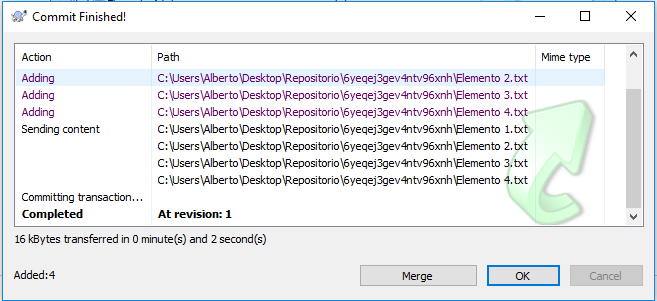 Commit Finished!
Action Path Mime type
Adding C:\Users\Alberto\Desktop\Repositorio\6yeqej3gev4ntv96xnh\Elemento 2.txt
Adding C:\Users\Alberto\Desktop\Repositorio\6yeqej3gev4ntv96xnh\Elemento 3.txt
Adding C:\Users\Alberto\Desktop\Repositorio\6yeqej3gev4ntv96xnh\Elemento 4.txt
Sending content C:\Users\Alberto\Desktop\Repositorio\6yeqej3gev4ntv96xnh\Elemento 1.txt
C:\Users\Alberto\Desktop\Repositorio\6yeqej3gev4ntv96xnh\Elemento 2.txt
C:\Users\Alberto\Desktop\Repositorio\6yeqej3gev4ntv96xnh\Elemento 3.txt
C:\Users\Alberto\Desktop\Repositorio\6yeqej3gev4ntv96xnh\Elemento 4.txt
Committing transaction...
Completed At revision: 1
16 kBytes transferred in 0 minute(s) and 2 second(s)
Added:4 Merge OK Cancel